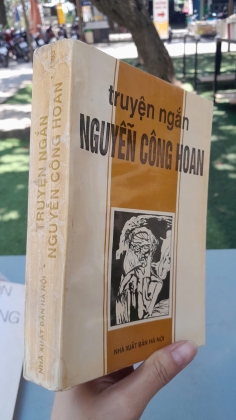 truyện ngắn
NGUYỄN CÔNG HOAN
NHÀ XUẤT BẢN HÀ NỘI
TRUYỆN NGẮN
NGUYỄN CÔNG HOAN
NHÀ XUẤT BẢN HÀ NỘI